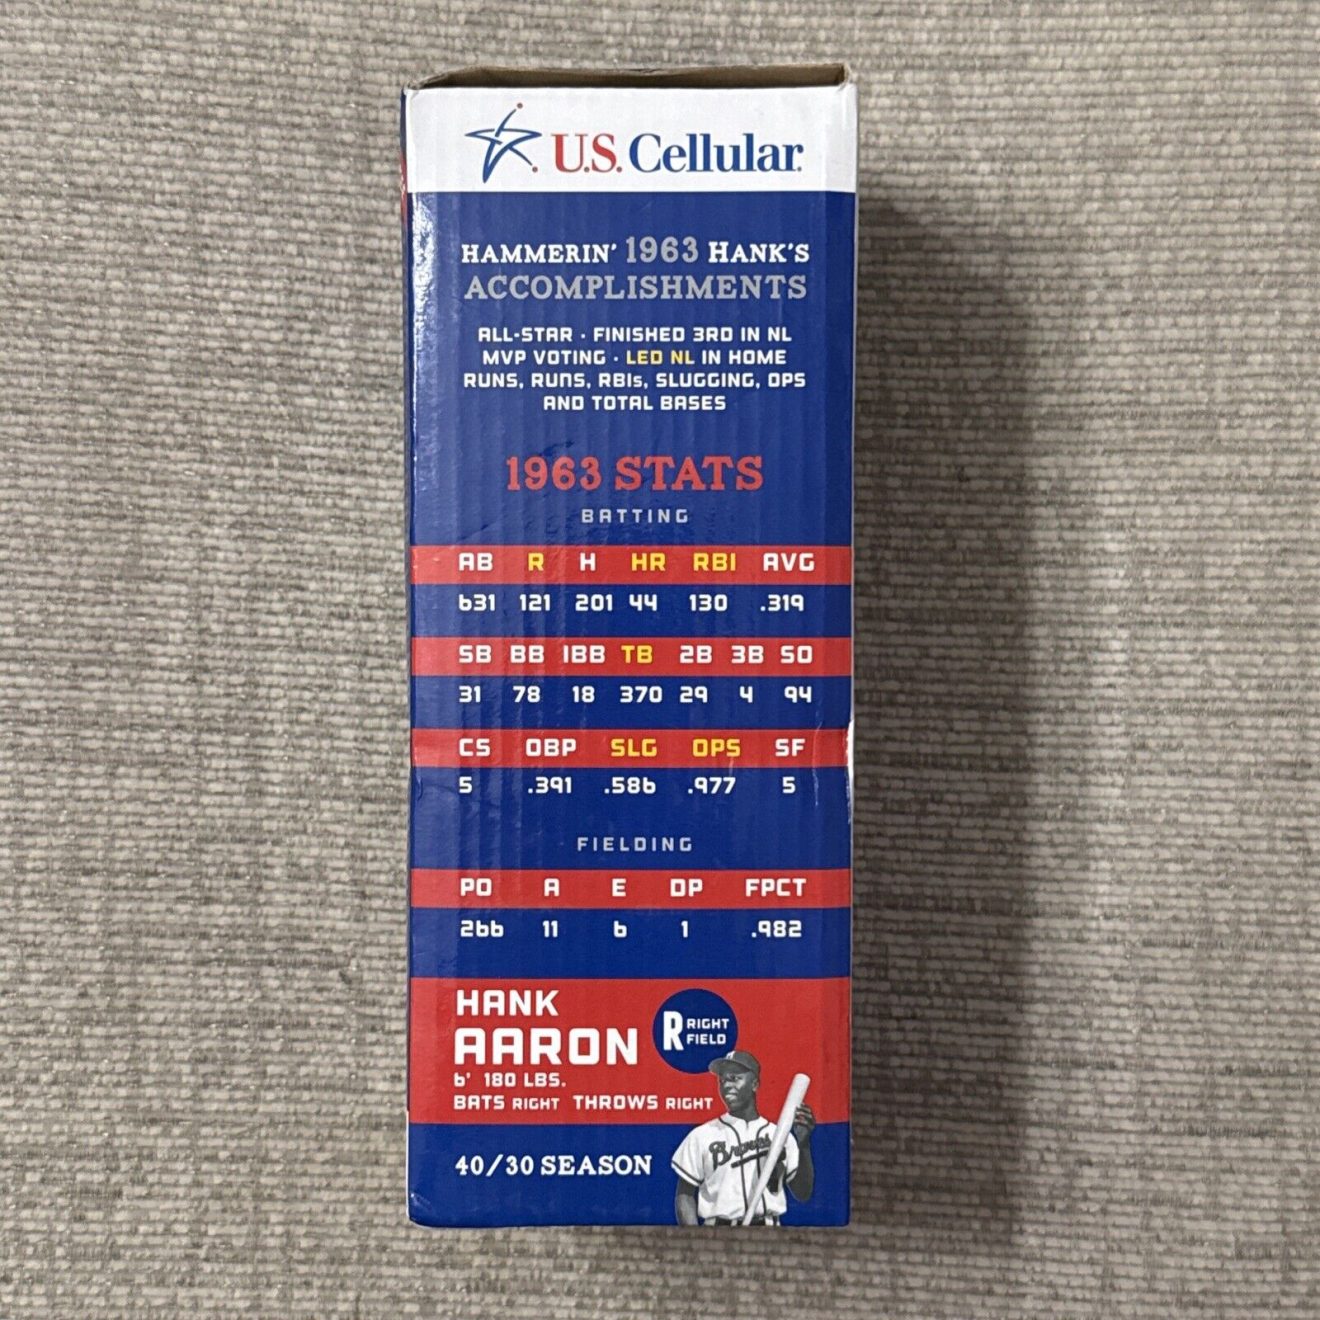 U.S. Cellular.
HAMMERIN' 1963 HANK'S
ACCOMPLISHMENTS
ALL-STAR · FINISHED 3RD IN NL
MVP VOTING · LED NL IN HOME
RUNS, RUNS, RBIs, SLUGGING, OPS
AND TOTAL BASES
1963 STATS
BATTING
AB R H HR RBI AVG
631 121 201 44 130 .319
SB BB IBB TB 2B 3B SO
31 78 18 370 29 4 94
CS OBP SLG OPS SF
5 .391 .586 .977 5
FIELDING
PO A E DP FPCT
266 11 6 1 .982
HANK
AARON
R RIGHT
FIELD
6' 180 LBS.
BATS RIGHT THROWS RIGHT
40/30 SEASON
Braves